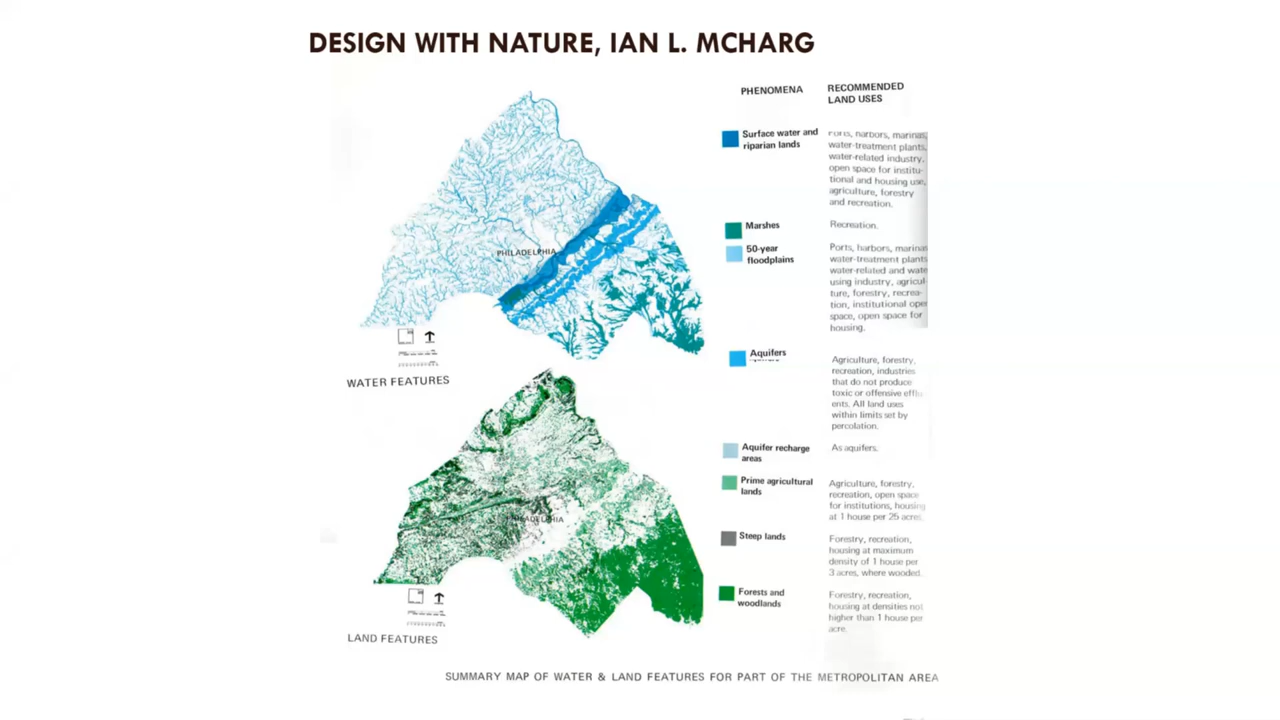 DESIGN WITH NATURE, IAN L. MCHARG
PHENOMENA
RECOMMENDED
LAND USES
Surface water and
riparian lands
Ports, harbors, marinas,
water-treatment plants,
water-related industry,
open space for institu-
tional and housing use,
agriculture, forestry
and recreation.
Marshes
Recreation.
50-year
floodplains
Ports, harbors, marinas
water-treatment plants
water-related and wate
using industry, agricul-
ture, forestry, recrea-
tion, institutional open
space, open space for
housing.
Aquifers
Agriculture, forestry,
recreation, industries
that do not produce
toxic or offensive efflu
ents. All land uses
within limits set by
percolation.
Aquifer recharge
areas
As aquifers.
Prime agricultural
lands
Agriculture, forestry,
recreation, open space
for institutions, housing
at 1 house per 25 acres.
Steep lands
Forestry, recreation,
housing at maximum
density of 1 house per
3 acres, where wooded.
Forests and
woodlands
Forestry, recreation,
housing at densities not
higher than 1 house per
acre.
PHILADELPHIA
WATER FEATURES
PHILADELPHIA
LAND FEATURES
SUMMARY MAP OF WATER & LAND FEATURES FOR PART OF THE METROPOLITAN AREA